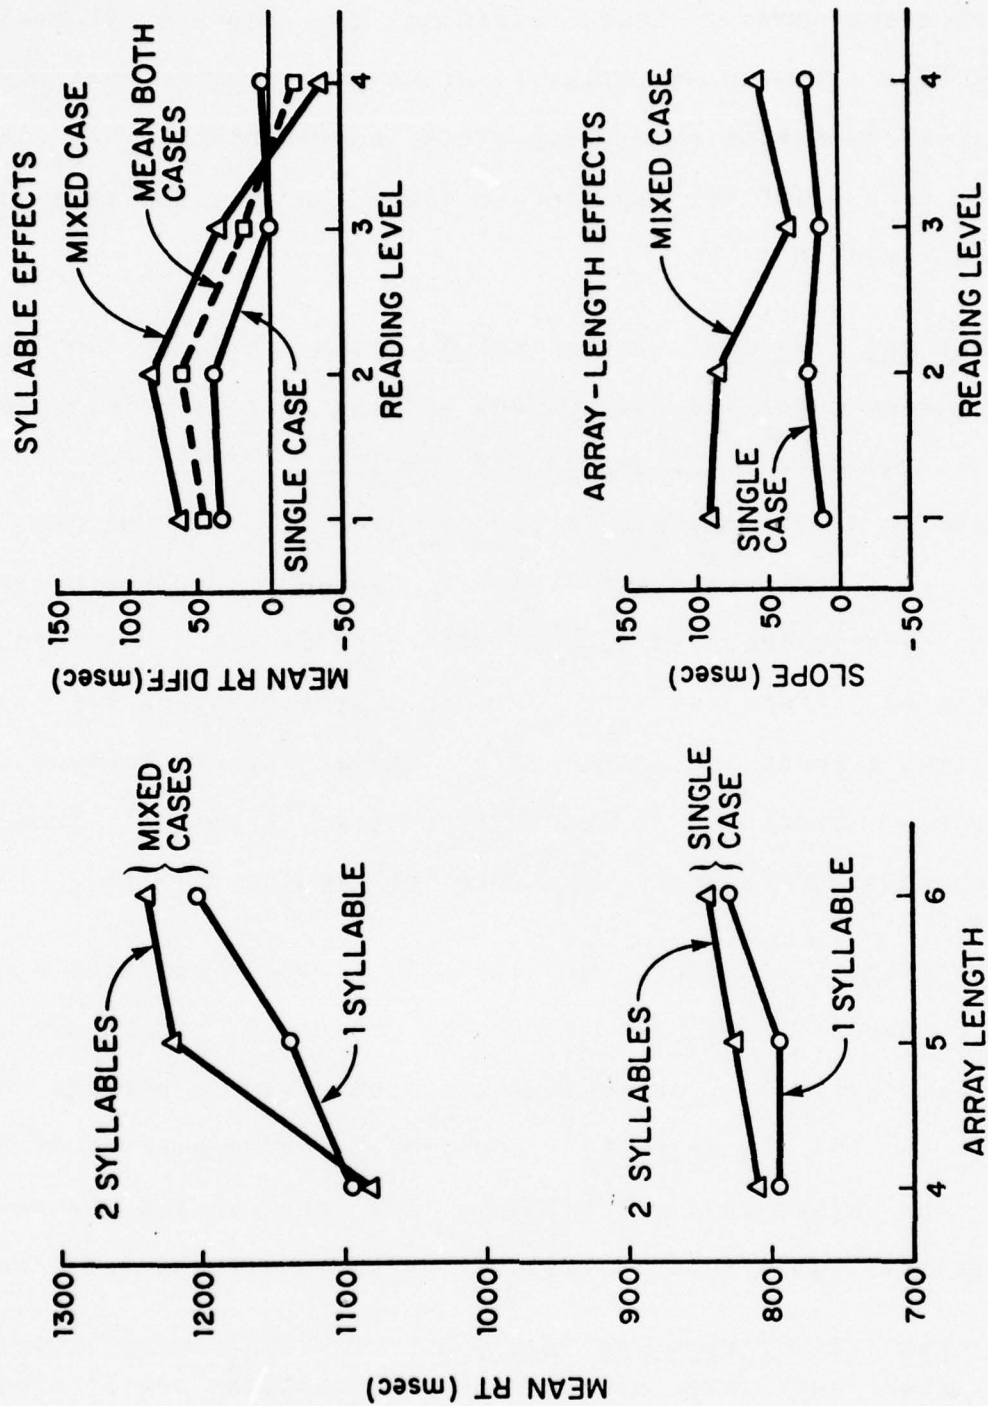 MEAN RT (msec)
1300
1200
1100
1000
900
800
700
4
5
6
ARRAY LENGTH
2 SYLLABLES
MIXED
CASES
1 SYLLABLE
2 SYLLABLES
SINGLE
CASE
1 SYLLABLE
SYLLABLE EFFECTS
MEAN RT DIFF.(msec)
150
100
50
0
-50
MIXED CASE
MEAN BOTH
CASES
SINGLE CASE
1
2
3
4
READING LEVEL
ARRAY-LENGTH EFFECTS
SLOPE (msec)
150
100
50
0
-50
MIXED CASE
SINGLE
CASE
1
2
3
4
READING LEVEL